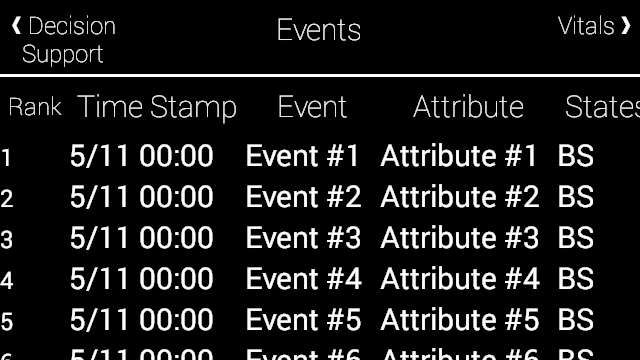 ❰ Decision Support
Events
Vitals ❱
Rank Time Stamp Event Attribute States
1 5/11 00:00 Event #1 Attribute #1 BS
2 5/11 00:00 Event #2 Attribute #2 BS
3 5/11 00:00 Event #3 Attribute #3 BS
4 5/11 00:00 Event #4 Attribute #4 BS
5 5/11 00:00 Event #5 Attribute #5 BS
6 5/11 00:00 Event #6 Attribute #6 BS